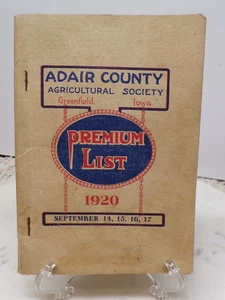 ADAIR COUNTY
AGRICULTURAL SOCIETY
Greenfield. Iowa.
PREMIUM
LIST
1920
SEPTEMBER 14, 15, 16, 17